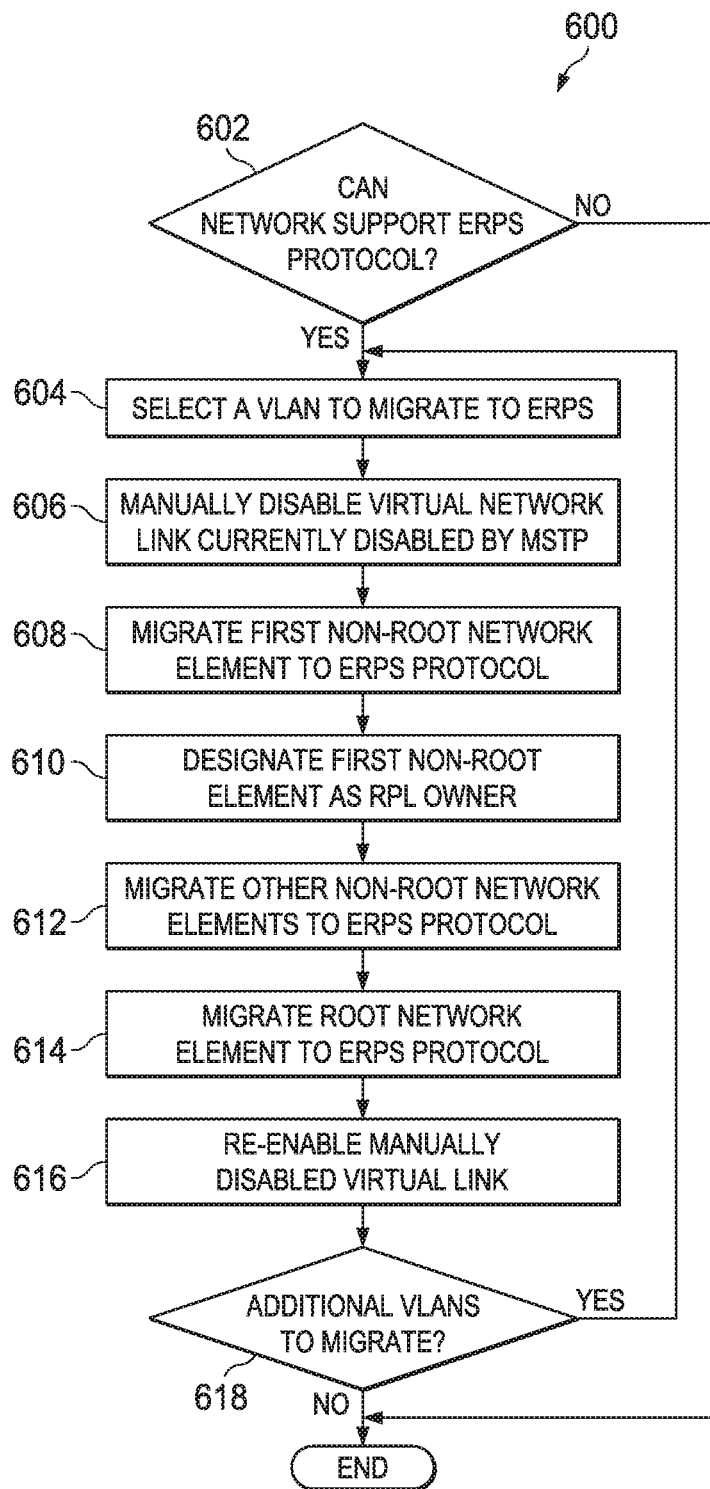 600
602
CAN
NETWORK SUPPORT ERPS
PROTOCOL?
NO
YES
604
SELECT A VLAN TO MIGRATE TO ERPS
606
MANUALLY DISABLE VIRTUAL NETWORK
LINK CURRENTLY DISABLED BY MSTP
608
MIGRATE FIRST NON-ROOT NETWORK
ELEMENT TO ERPS PROTOCOL
610
DESIGNATE FIRST NON-ROOT
ELEMENT AS RPL OWNER
612
MIGRATE OTHER NON-ROOT NETWORK
ELEMENTS TO ERPS PROTOCOL
614
MIGRATE ROOT NETWORK
ELEMENT TO ERPS PROTOCOL
616
RE-ENABLE MANUALLY
DISABLED VIRTUAL LINK
ADDITIONAL VLANS
TO MIGRATE?
YES
618
NO
END